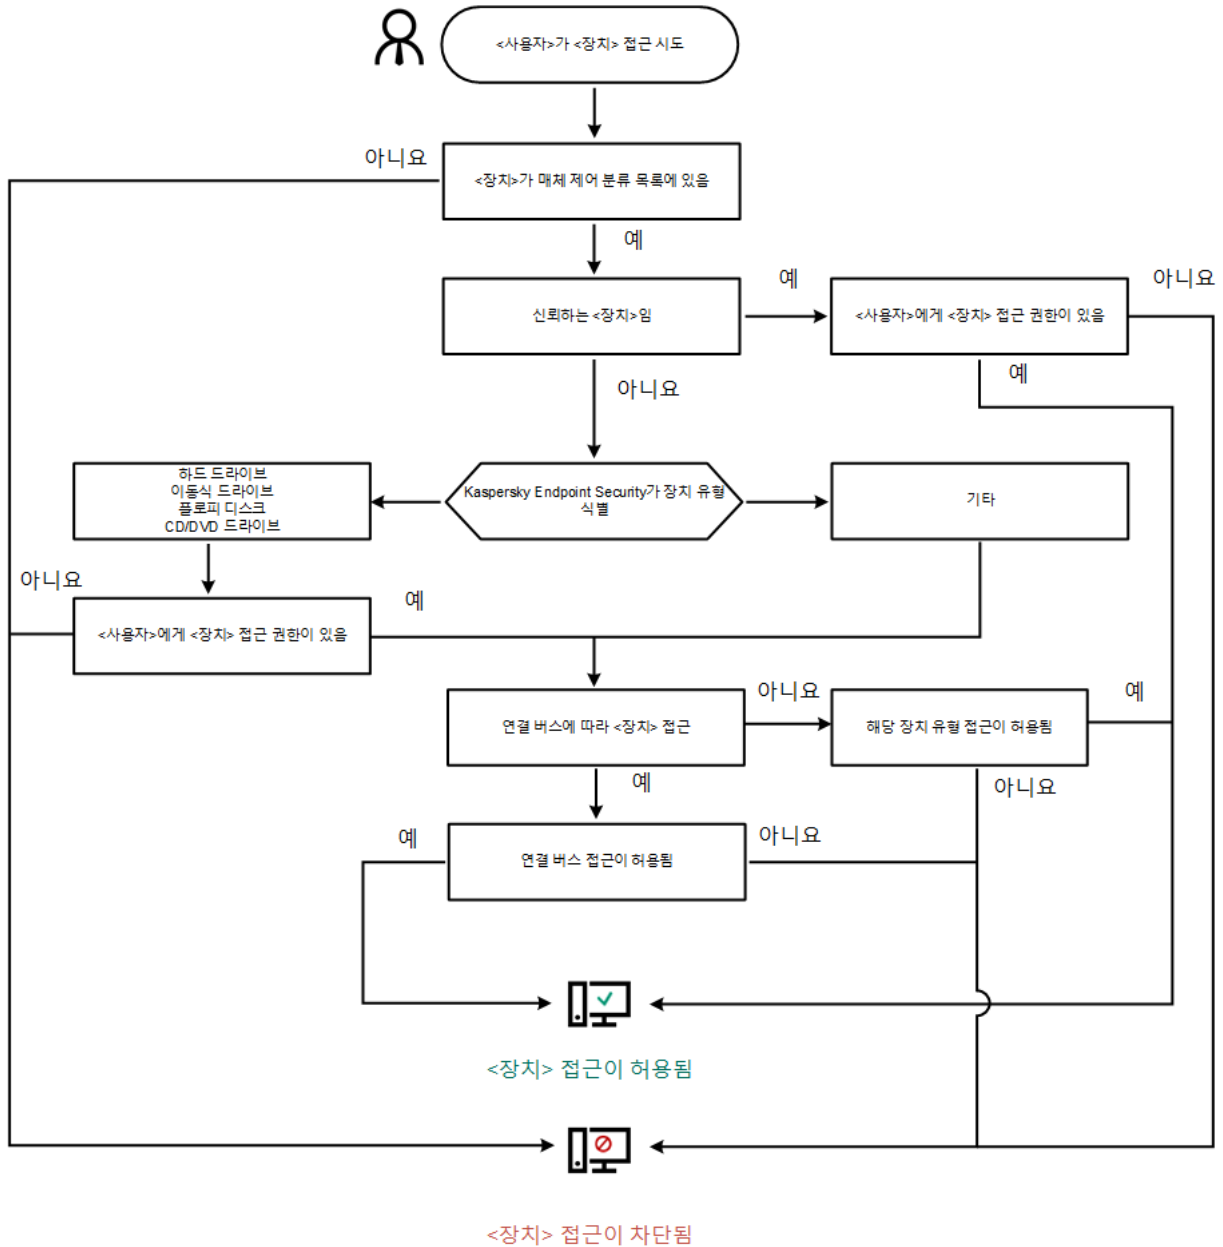 <사용자>가 <장치> 접근 시도
아니요
<장치>가 매체 제어 분류 목록에 있음
예
신뢰하는 <장치>임
예
<사용자>에게 <장치> 접근 권한이 있음
아니요
예
아니요
하드 드라이브
이동식 드라이브
플로피 디스크
CD/DVD 드라이브
Kaspersky Endpoint Security가 장치 유형
식별
기타
아니요
<사용자>에게 <장치> 접근 권한이 있음
예
연결 버스에 따라 <장치> 접근
아니요
해당 장치 유형 접근이 허용됨
예
예
아니요
예
연결 버스 접근이 허용됨
아니요
<장치> 접근이 허용됨
<장치> 접근이 차단됨